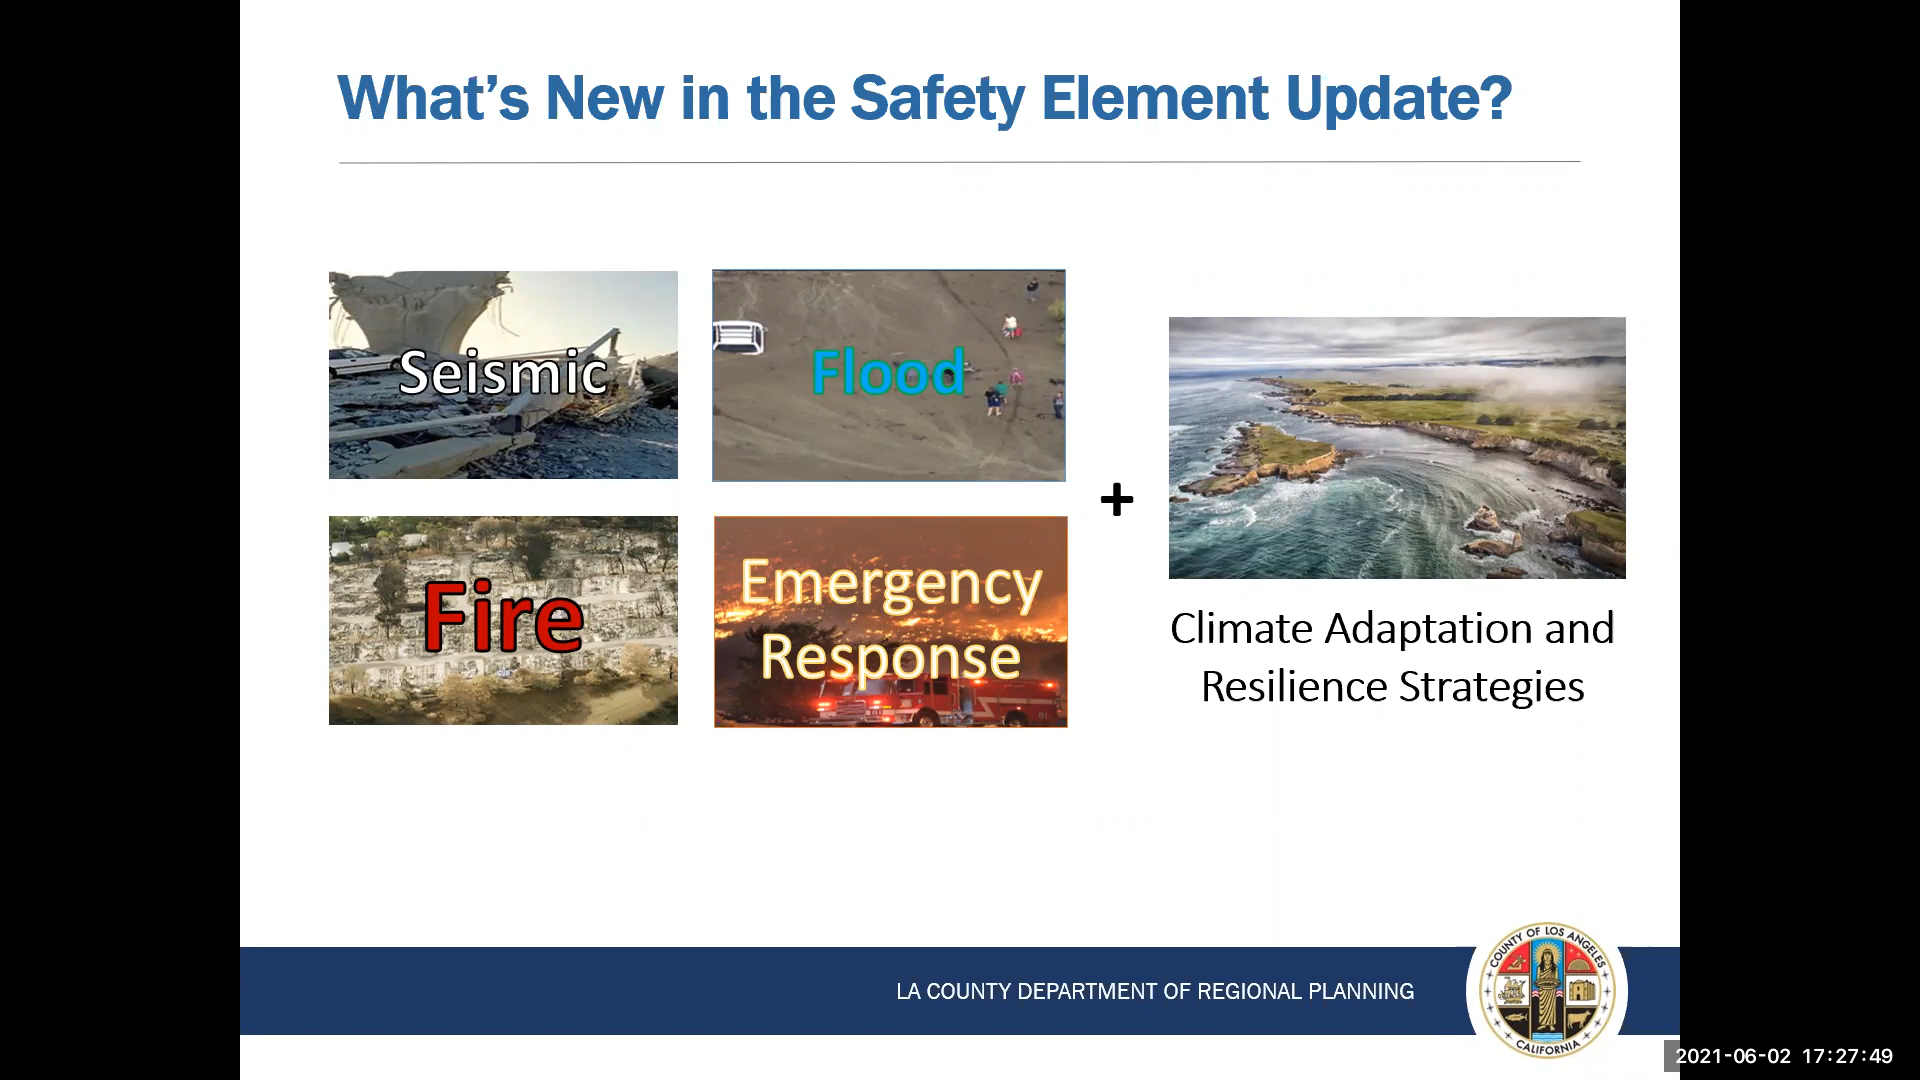 What’s New in the Safety Element Update?
Seismic
Flood
Fire
Emergency
Response
+
Climate Adaptation and
Resilience Strategies
LA COUNTY DEPARTMENT OF REGIONAL PLANNING
COUNTY OF LOS ANGELES
CALIFORNIA
2021-06-02 17:27:49